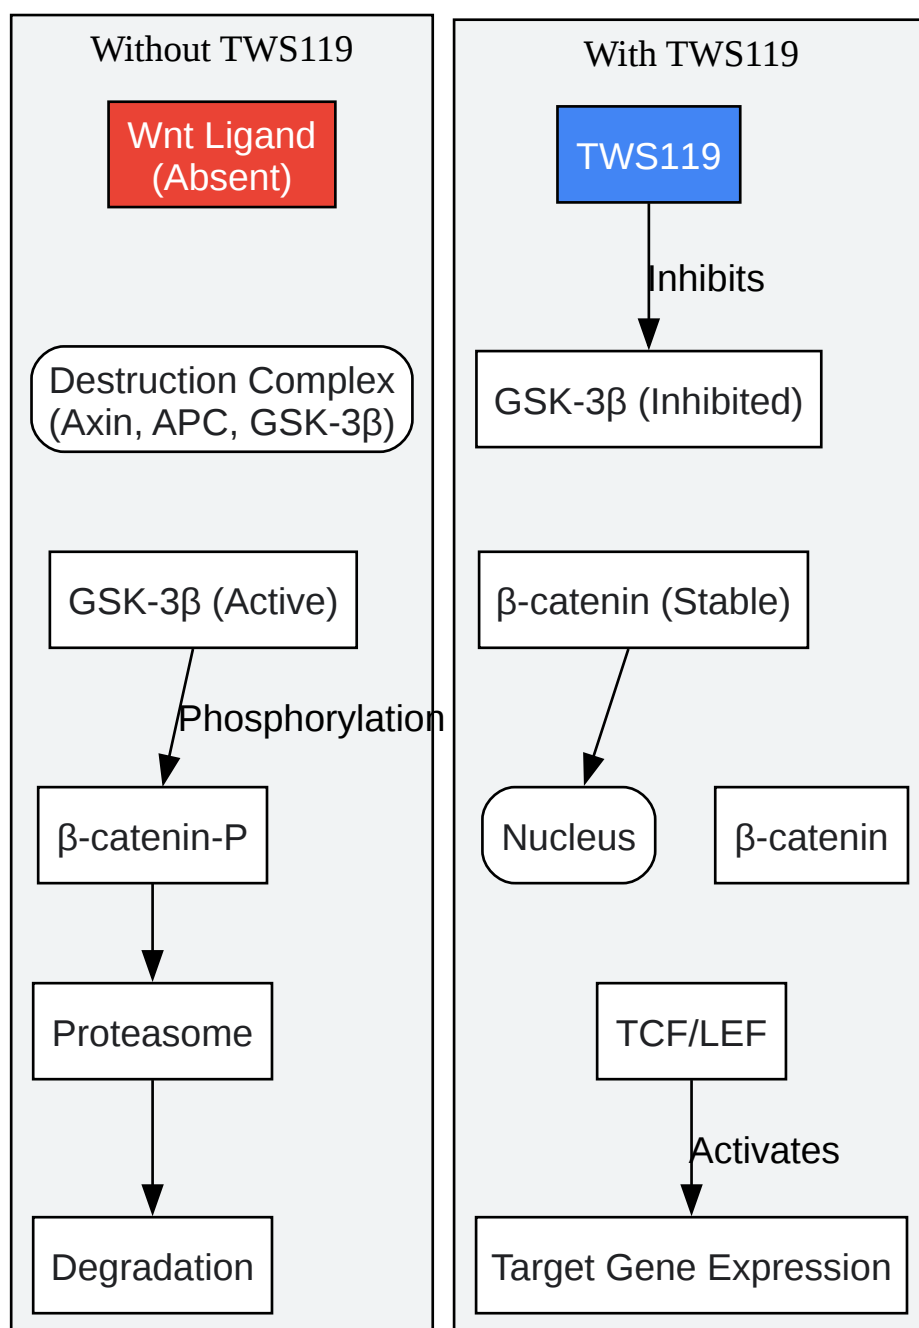 Without TWS119
Wnt Ligand
(Absent)
Destruction Complex
(Axin, APC, GSK-3β)
GSK-3β (Active)
Phosphorylation
β-catenin-P
Proteasome
Degradation
With TWS119
TWS119
Inhibits
GSK-3β (Inhibited)
β-catenin (Stable)
Nucleus
β-catenin
TCF/LEF
Activates
Target Gene Expression